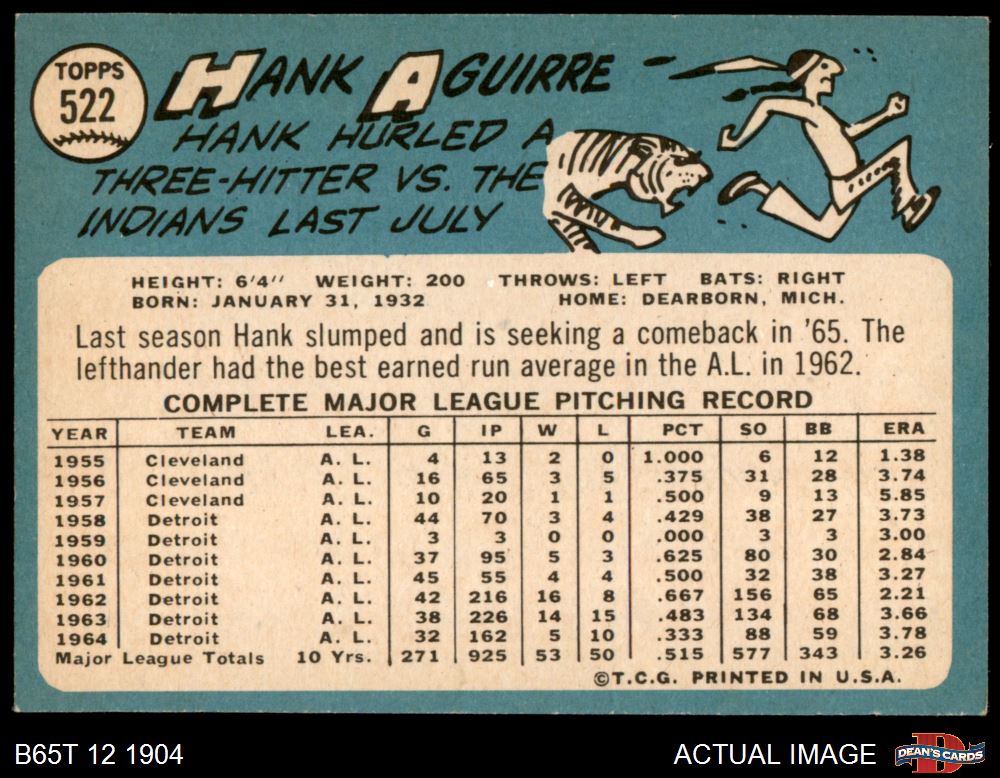 TOPPS
522
HANK AGUIRRE
HANK HURLED A
THREE-HITTER VS. THE
INDIANS LAST JULY
HEIGHT: 6'4" WEIGHT: 200 THROWS: LEFT BATS: RIGHT
BORN: JANUARY 31, 1932 HOME: DEARBORN, MICH.
Last season Hank slumped and is seeking a comeback in '65. The
lefthander had the best earned run average in the A.L. in 1962.
COMPLETE MAJOR LEAGUE PITCHING RECORD
YEAR TEAM LEA. G IP W L PCT SO BB ERA
1955 Cleveland A. L. 4 13 2 0 1.000 6 12 1.38
1956 Cleveland A. L. 16 65 3 5 .375 31 28 3.74
1957 Cleveland A. L. 10 20 1 1 .500 9 13 5.85
1958 Detroit A. L. 44 70 3 4 .429 38 27 3.73
1959 Detroit A. L. 3 3 0 0 .000 3 3 3.00
1960 Detroit A. L. 37 95 5 3 .625 80 30 2.84
1961 Detroit A. L. 45 55 4 4 .500 32 38 3.27
1962 Detroit A. L. 42 216 16 8 .667 156 65 2.21
1963 Detroit A. L. 38 226 14 15 .483 134 68 3.66
1964 Detroit A. L. 32 162 5 10 .333 88 59 3.78
Major League Totals 10 Yrs. 271 925 53 50 .515 577 343 3.26
©T.C.G. PRINTED IN U.S.A.
B65T 12 1904 ACTUAL IMAGE DEAN'S CARDS